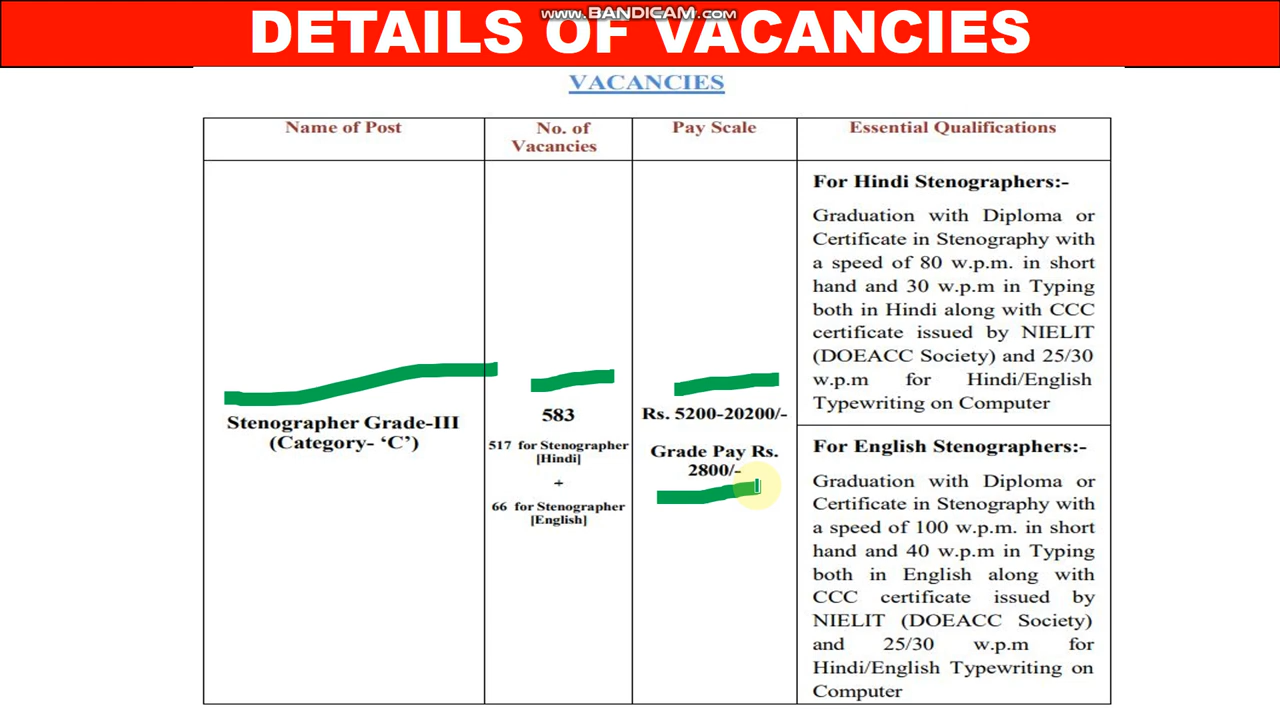 www.BANDICAM.com
DETAILS OF VACANCIES
VACANCIES
Name of Post
No. of
Vacancies
Pay Scale
Essential Qualifications
Stenographer Grade-III
(Category- ‘C’)
583
517 for Stenographer
[Hindi]
+
66 for Stenographer
[English]
Rs. 5200-20200/-
Grade Pay Rs.
2800/-
For Hindi Stenographers:-
Graduation with Diploma or
Certificate in Stenography with
a speed of 80 w.p.m. in short
hand and 30 w.p.m in Typing
both in Hindi along with CCC
certificate issued by NIELIT
(DOEACC Society) and 25/30
w.p.m for Hindi/English
Typewriting on Computer
For English Stenographers:-
Graduation with Diploma or
Certificate in Stenography with
a speed of 100 w.p.m. in short
hand and 40 w.p.m in Typing
both in English along with
CCC certificate issued by
NIELIT (DOEACC Society)
and 25/30 w.p.m for
Hindi/English Typewriting on
Computer